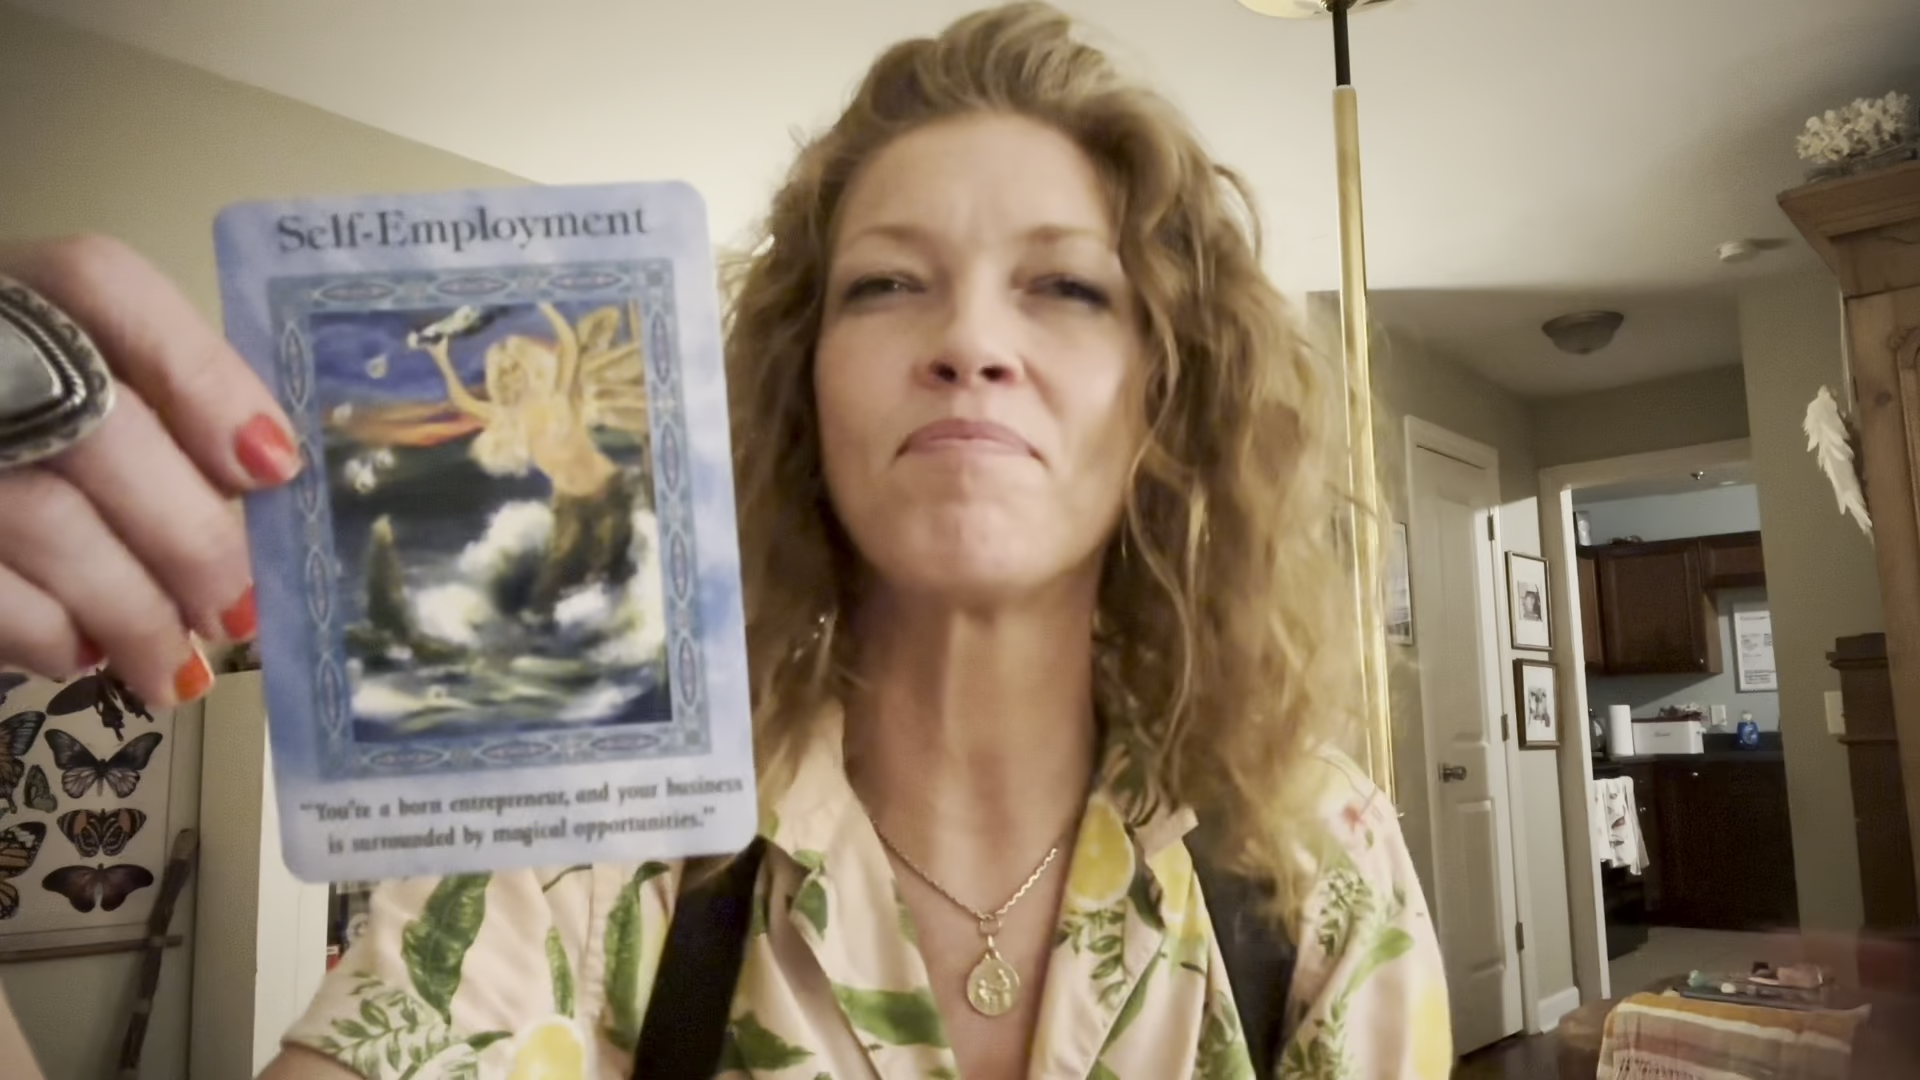 Self-Employment
"You're a born entrepreneur, and your business
is surrounded by magical opportunities."